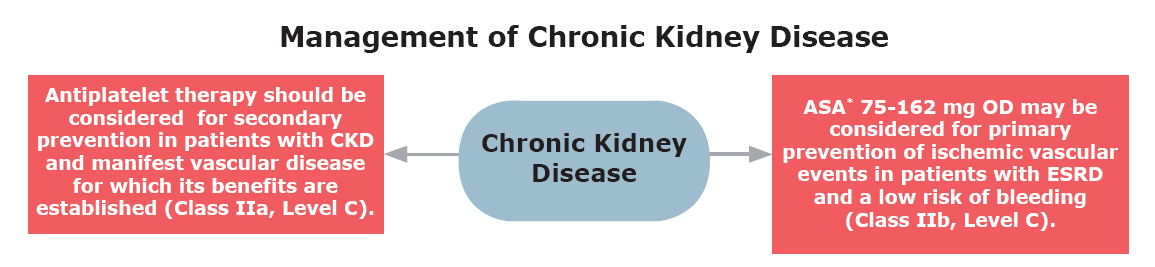 Management of Chronic Kidney Disease
Antiplatelet therapy should be
considered for secondary
prevention in patients with CKD
and manifest vascular disease
for which its benefits are
established (Class IIa, Level C).
Chronic Kidney
Disease
ASA* 75-162 mg OD may be
considered for primary
prevention of ischemic vascular
events in patients with ESRD
and a low risk of bleeding
(Class IIb, Level C).